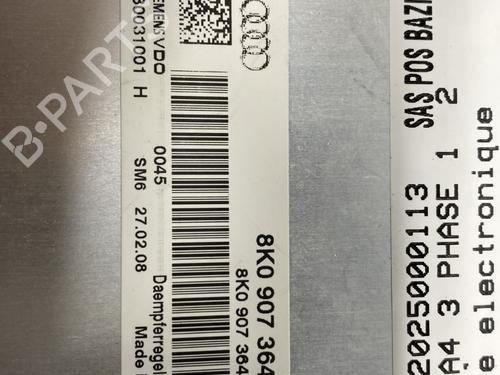 SIEMENS VDO
30031001 H
0045
SM6 27.02.08
Daempferregel
Made
8K0 907 364
8K0 907 364
B-PARTS
SAS POS BAZI
2025000113
A4 3 PHASE 1 2
e electronique